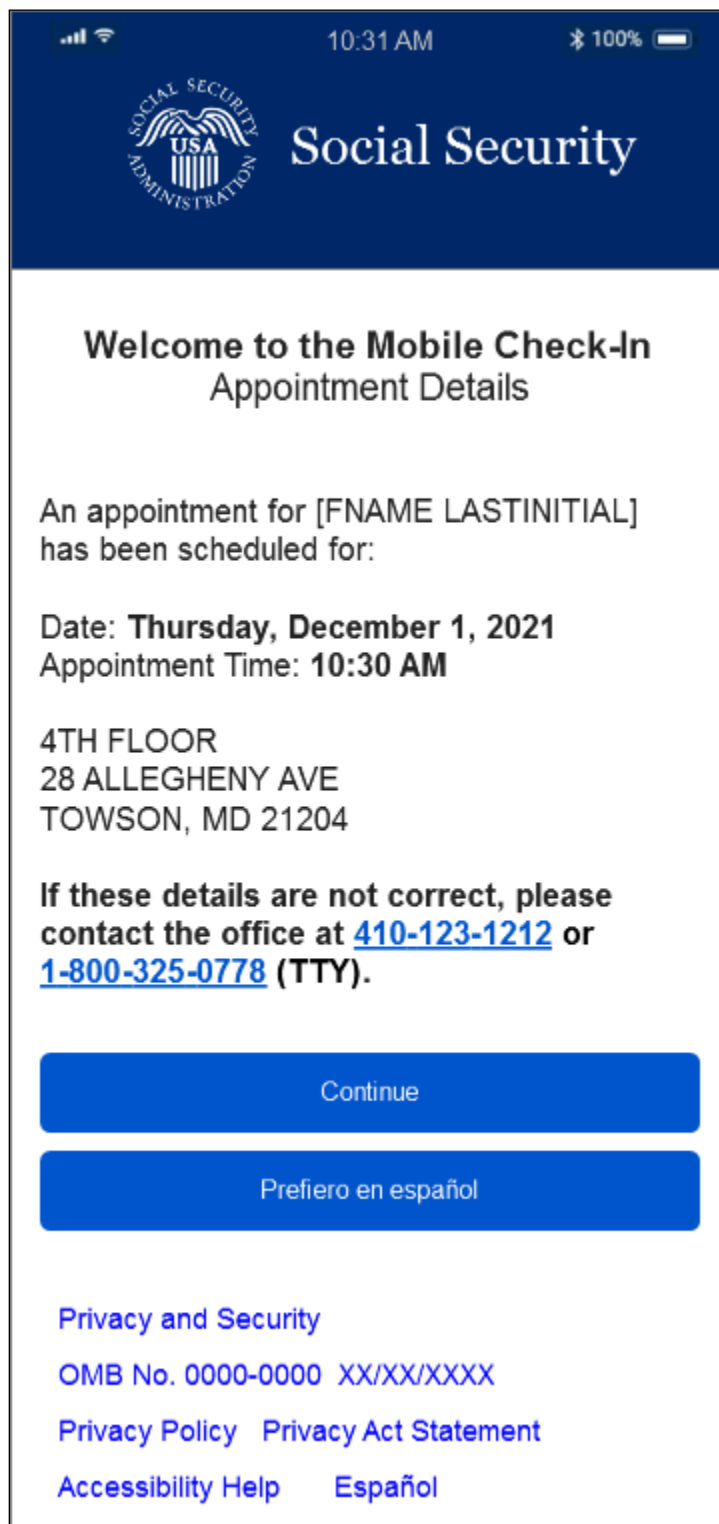 10:31 AM 100%
SOCIAL SECURITY ADMINISTRATION
USA
Social Security
Welcome to the Mobile Check-In
Appointment Details
An appointment for [FNAME LASTINITIAL]
has been scheduled for:
Date: Thursday, December 1, 2021
Appointment Time: 10:30 AM
4TH FLOOR
28 ALLEGHENY AVE
TOWSON, MD 21204
If these details are not correct, please
contact the office at 410-123-1212 or
1-800-325-0778 (TTY).
Continue
Prefiero en español
Privacy and Security
OMB No. 0000-0000 XX/XX/XXXX
Privacy Policy Privacy Act Statement
Accessibility Help Español